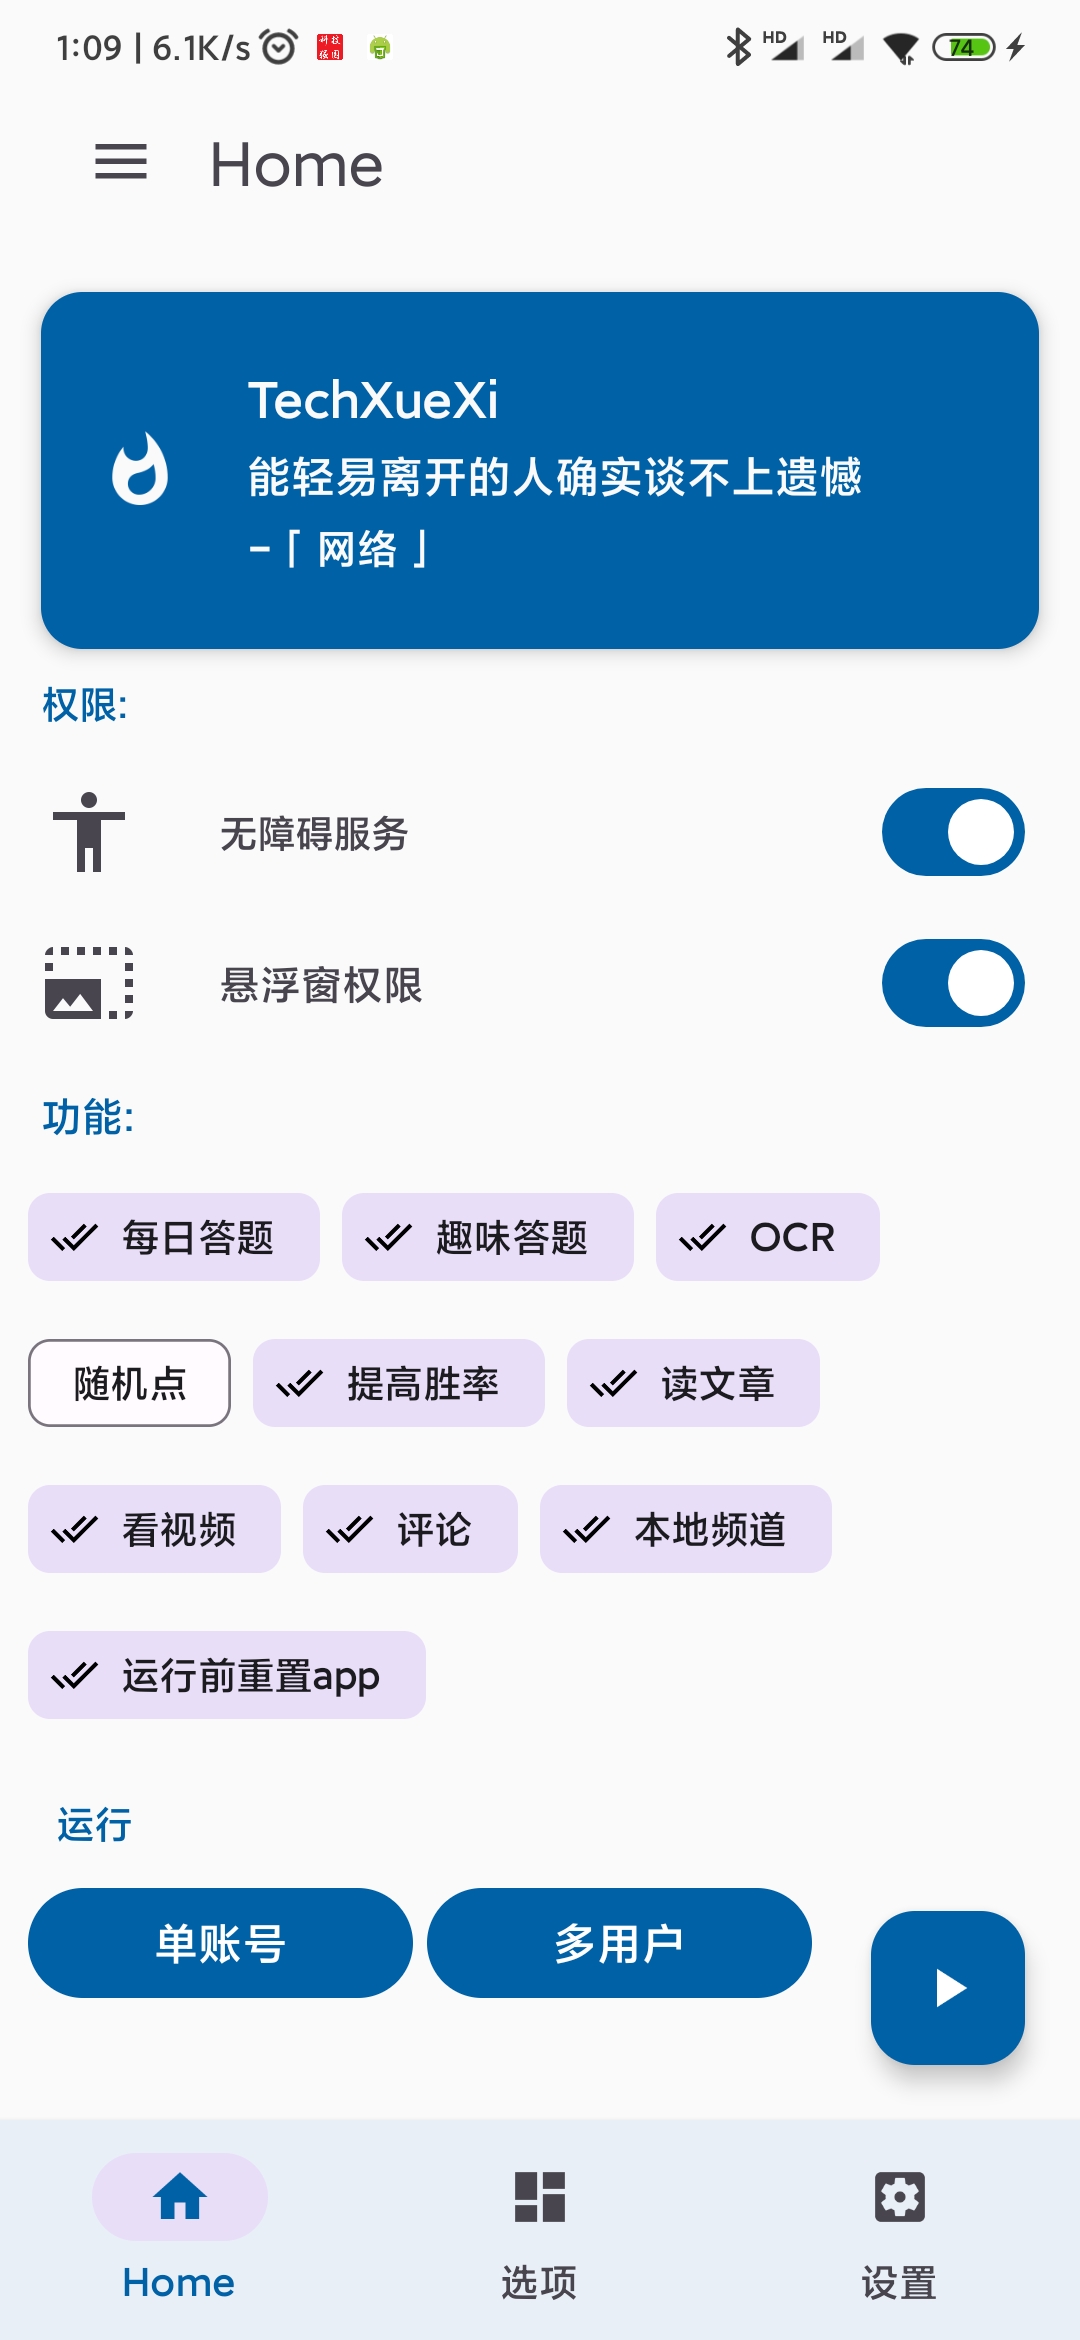 1:09 | 6.1K/s 科技强国 HD HD 74
Home
TechXueXi
能轻易离开的人确实谈不上遗憾
-「 网络 」
权限:
无障碍服务
悬浮窗权限
功能:
每日答题 趣味答题 OCR
随机点 提高胜率 读文章
看视频 评论 本地频道
运行前重置app
运行
单账号 多用户
Home 选项 设置